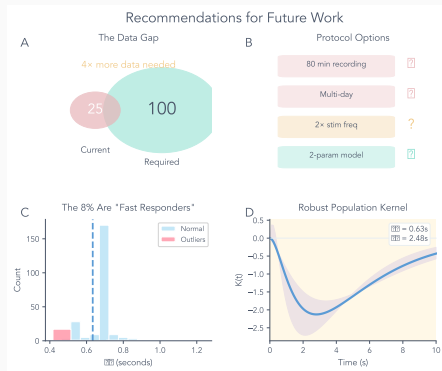 Recommendations for Future Work
A
The Data Gap
4× more data needed
25
100
Current
Required
B
Protocol Options
80 min recording
Multi-day
2× stim freq
?
2-param model
C
The 8% Are "Fast Responders"
Normal
Outliers
Count
150
100
50
0
0.4
0.6
0.8
1.0
1.2
(seconds)
D
Robust Population Kernel
= 0.63s
= 2.48s
K(t)
0.5
0.0
−0.5
−1.0
−1.5
−2.0
−2.5
0
2
4
6
8
10
Time (s)